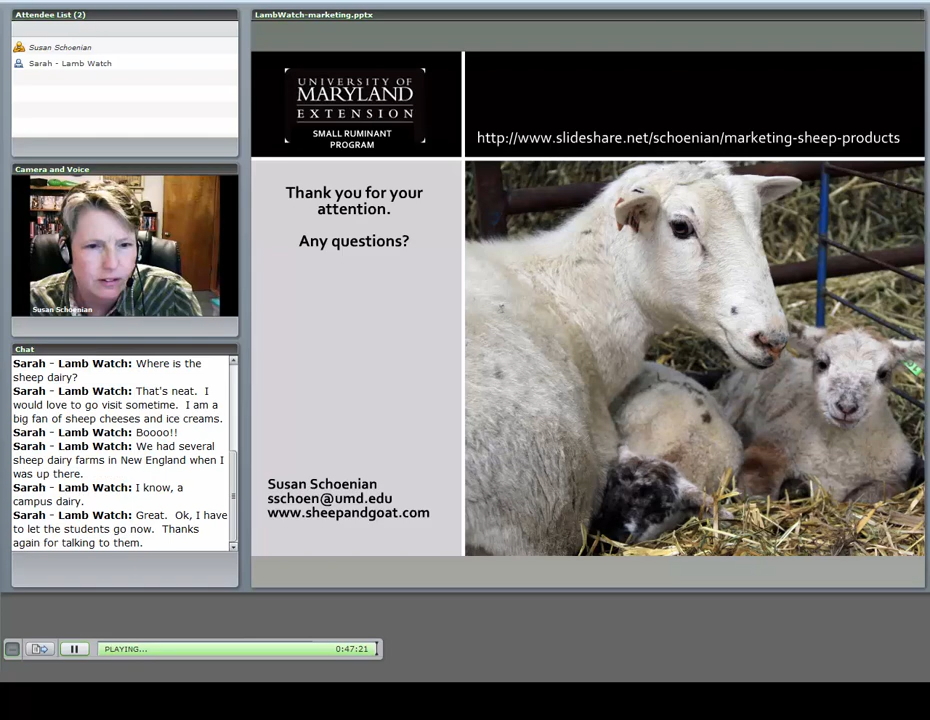 Attendee List (2)
Susan Schoenian
Sarah - Lamb Watch
Camera and Voice
Susan Schoenian
Chat
Sarah - Lamb Watch: Where is the
sheep dairy?
Sarah - Lamb Watch: That's neat.  I
would love to go visit sometime.  I am a
big fan of sheep cheeses and ice creams.
Sarah - Lamb Watch: Boooo!!
Sarah - Lamb Watch: We had several
sheep dairy farms in New England when I
was up there.
Sarah - Lamb Watch: I know, a
campus dairy.
Sarah - Lamb Watch: Great.  Ok, I have
to let the students go now.  Thanks
again for talking to them.
LambWatch-marketing.pptx
UNIVERSITY OF
MARYLAND
EXTENSION
SMALL RUMINANT
PROGRAM
http://www.slideshare.net/schoenian/marketing-sheep-products
Thank you for your
attention.
Any questions?
Susan Schoenian
sschoen@umd.edu
www.sheepandgoat.com
PLAYING... 0:47:21